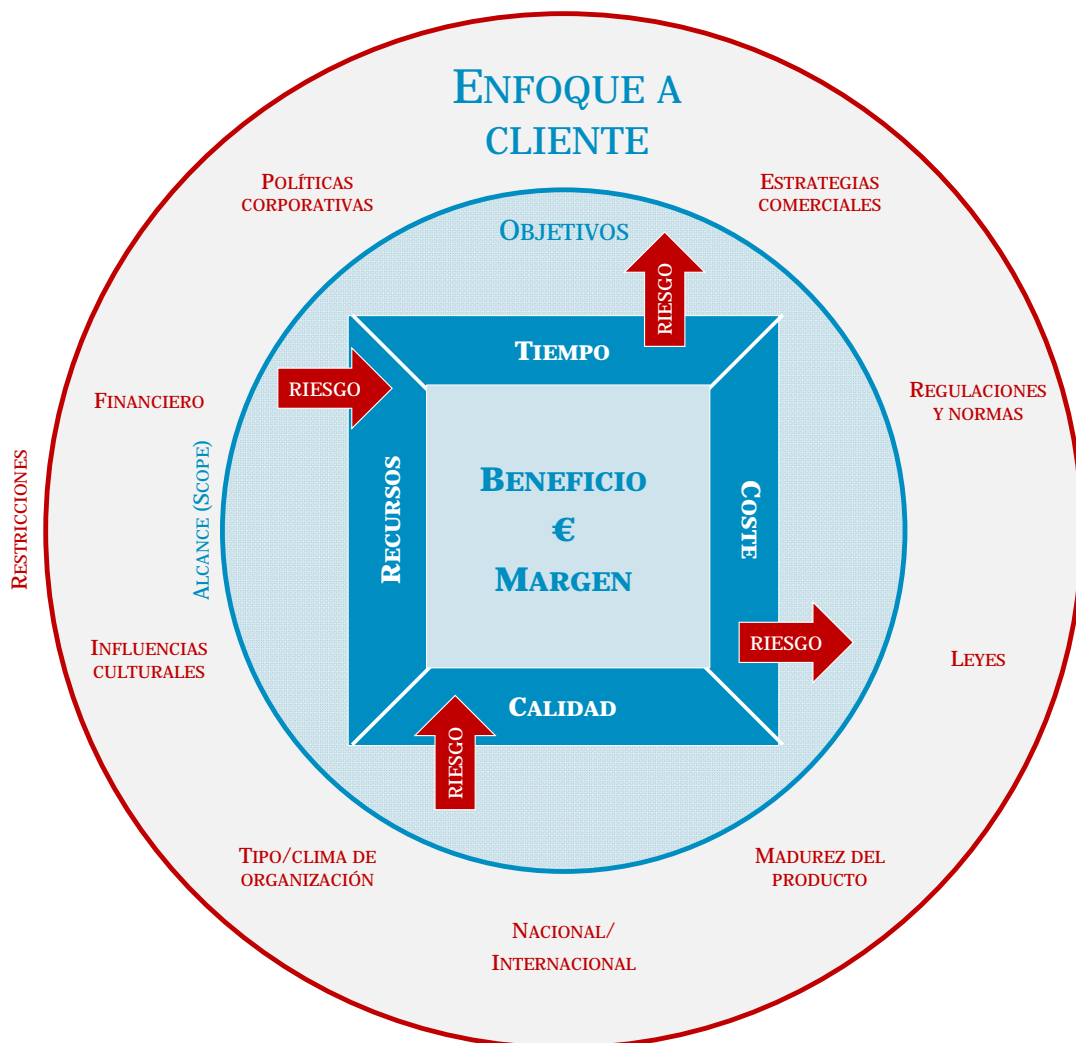 ENFOQUE A
CLIENTE
POLÍTICAS
CORPORATIVAS
ESTRATEGIAS
COMERCIALES
OBJETIVOS
RIESGO
TIEMPO
RIESGO
FINANCIERO
REGULACIONES
Y NORMAS
RESTRICCIONES
ALCANCE (SCOPE)
RECURSOS
BENEFICIO
€
MARGEN
COSTE
INFLUENCIAS
CULTURALES
RIESGO
LEYES
CALIDAD
RIESGO
TIPO/CLIMA DE
ORGANIZACIÓN
MADUREZ DEL
PRODUCTO
NACIONAL/
INTERNACIONAL